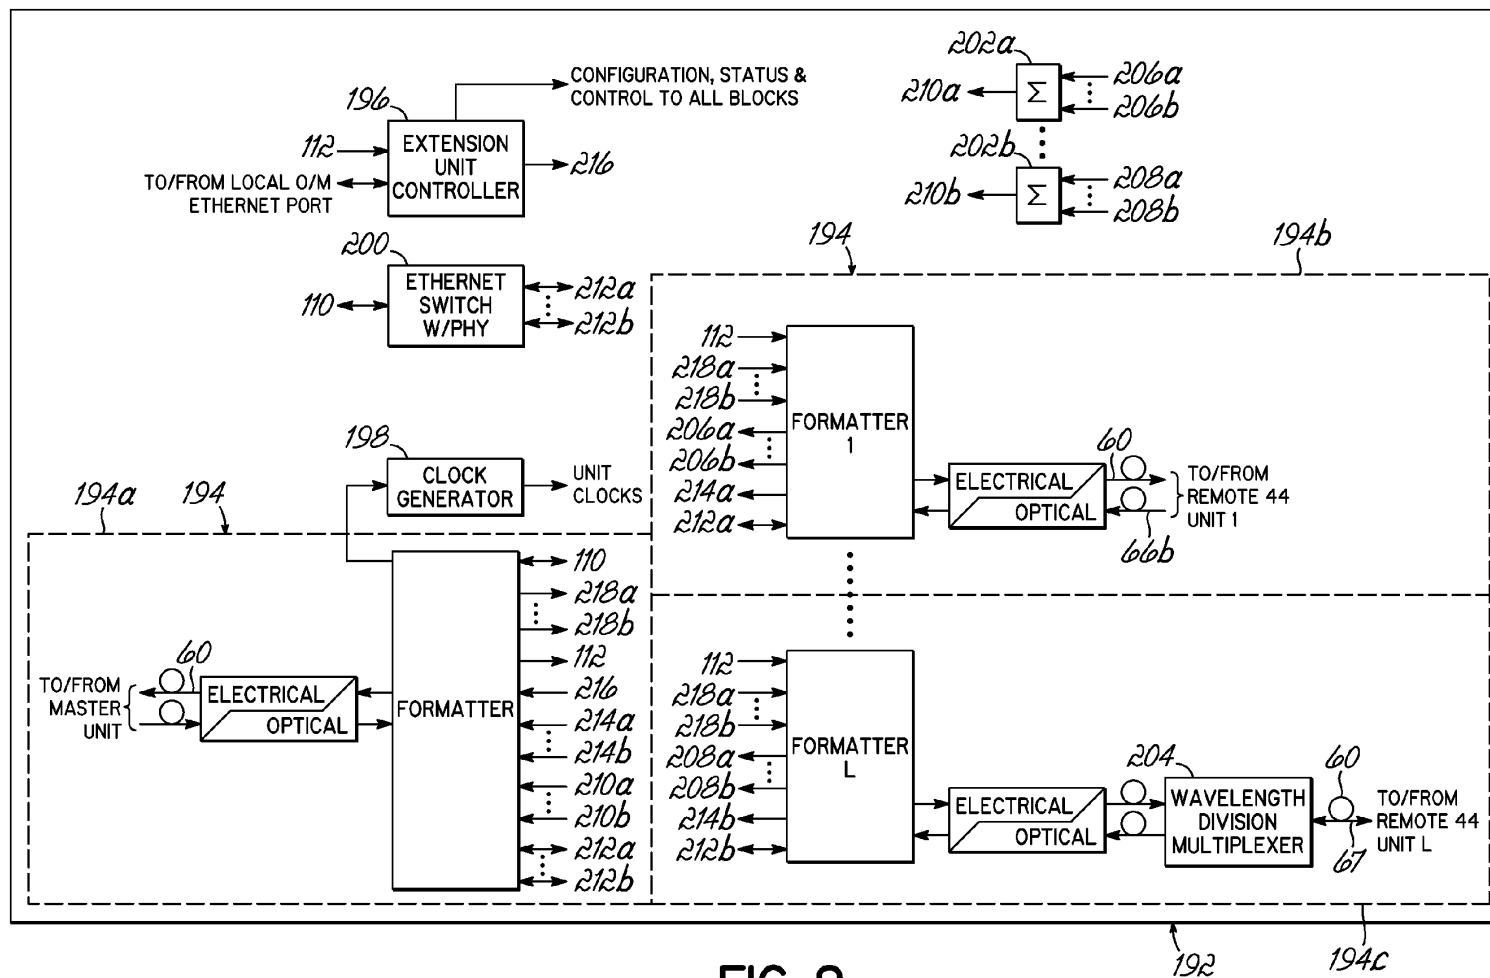 202a
206a
210a
Σ
206b
CONFIGURATION, STATUS &
CONTROL TO ALL BLOCKS
196
112
EXTENSION
UNIT
CONTROLLER
216
TO/FROM LOCAL O/M
ETHERNET PORT
202b
208a
210b
Σ
208b
200
110
ETHERNET
SWITCH
W/PHY
212a
212b
194
194b
112
218a
218b
206a
206b
214a
212a
FORMATTER
1
ELECTRICAL
OPTICAL
60
66b
TO/FROM
REMOTE 44
UNIT 1
198
CLOCK
GENERATOR
UNIT
CLOCKS
194a
194
60
TO/FROM
MASTER
UNIT
ELECTRICAL
OPTICAL
FORMATTER
110
218a
218b
112
216
214a
214b
210a
210b
212a
212b
112
218a
218b
208a
208b
214b
212b
FORMATTER
L
ELECTRICAL
OPTICAL
204
WAVELENGTH
DIVISION
MULTIPLEXER
60
67
TO/FROM
REMOTE 44
UNIT L
192
194c